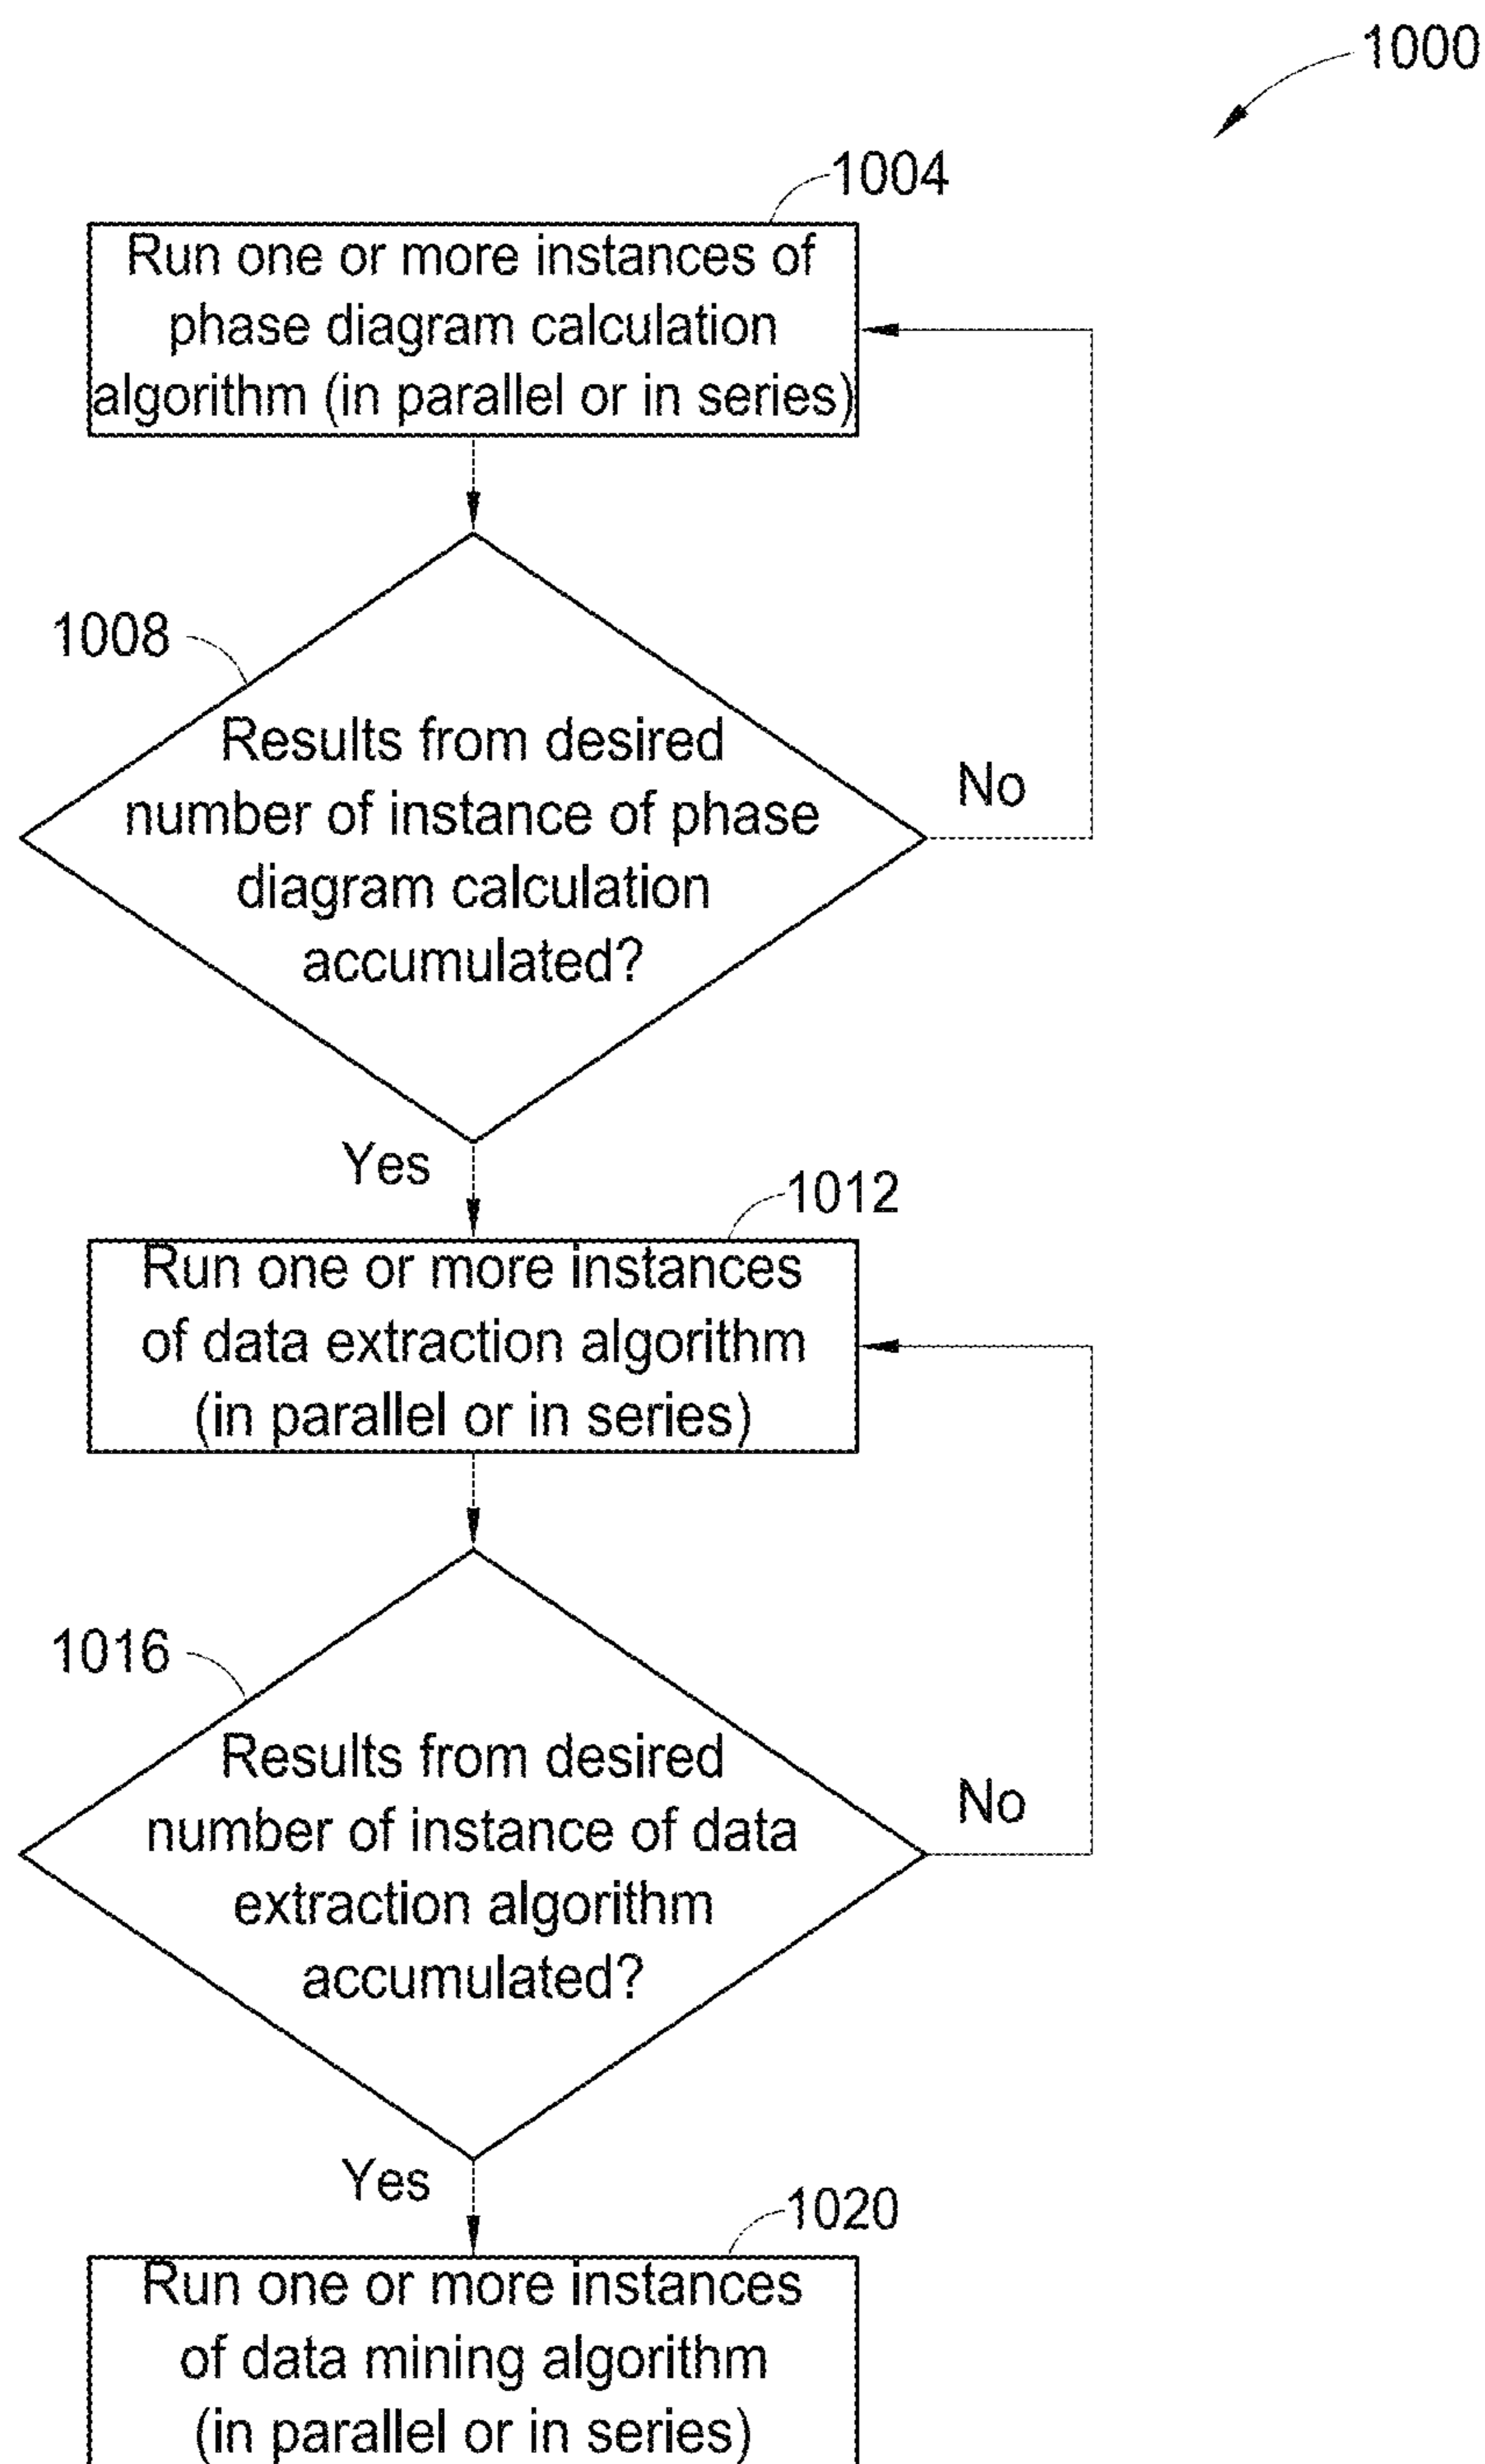 1000
1004
Run one or more instances of
phase diagram calculation
algorithm (in parallel or in series)
1008
Results from desired
number of instance of phase
diagram calculation
accumulated?
No
Yes
1012
Run one or more instances
of data extraction algorithm
(in parallel or in series)
1016
Results from desired
number of instance of data
extraction algorithm
accumulated?
No
Yes
1020
Run one or more instances
of data mining algorithm
(in parallel or in series)